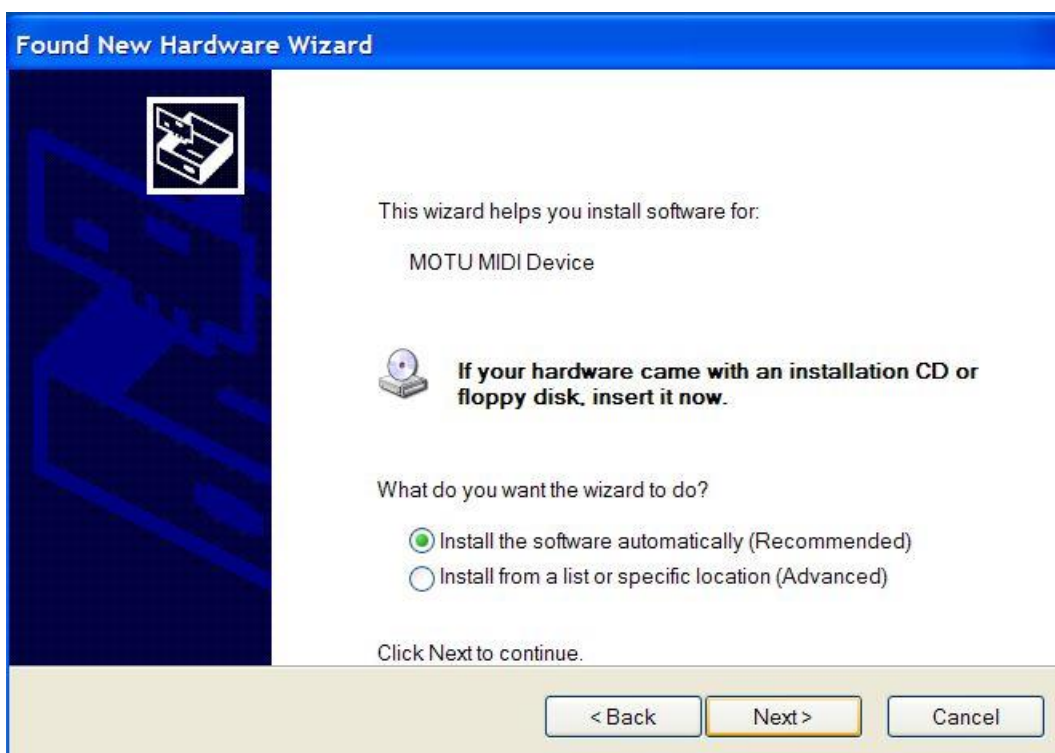 Found New Hardware Wizard
This wizard helps you install software for:
MOTU MIDI Device
If your hardware came with an installation CD or
floppy disk, insert it now.
What do you want the wizard to do?
Install the software automatically (Recommended)
Install from a list or specific location (Advanced)
Click Next to continue.
< Back
Next >
Cancel